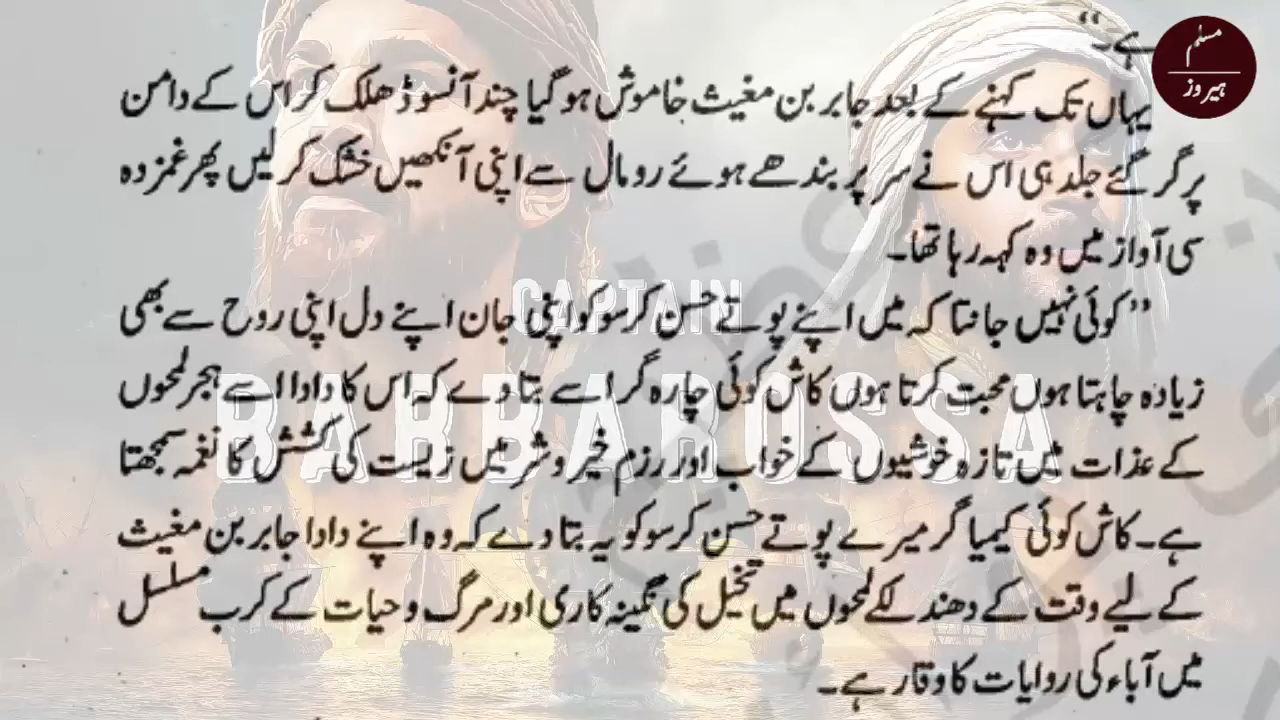 ہے۔“
مسلم
ہیروز
یہاں تک کہنے کے بعد جابر بن مغیث خاموش ہو گیا چند آنسو ڈھلک کر اس کے دامن
پر گر گئے جلد ہی اس نے سر پر بندھے ہوئے رومال سے اپنی آنکھیں خشک کر لیں پھر غمزدہ
سی آواز میں وہ کہہ رہا تھا۔
CAPTAIN
”کوئی نہیں جانتا کہ میں اپنے پوتے حسن کرسو کو اپنی جان اپنے دل اپنی روح سے بھی
زیادہ چاہتا ہوں محبت کرتا ہوں کاش کوئی چارہ گر اسے بتا دے کہ اس کا دادا اسے ہجر لمحوں
BARBAROSSA
کے عذات میں تازہ خوشیوں کے خواب اور رزم خیر و شر میں زیست کی کشش کا نغمہ سمجھتا
ہے۔ کاش کوئی کیمیا گر میرے پوتے حسن کرسو کو یہ بتا دے کہ وہ اپنے دادا جابر بن مغیث
کے لیے وقت کے دھندلکے لمحوں میں تخیل کی نگینہ کاری اور مرگ و حیات کے کرب مسلسل
میں آباء کی روایات کا وقار ہے۔